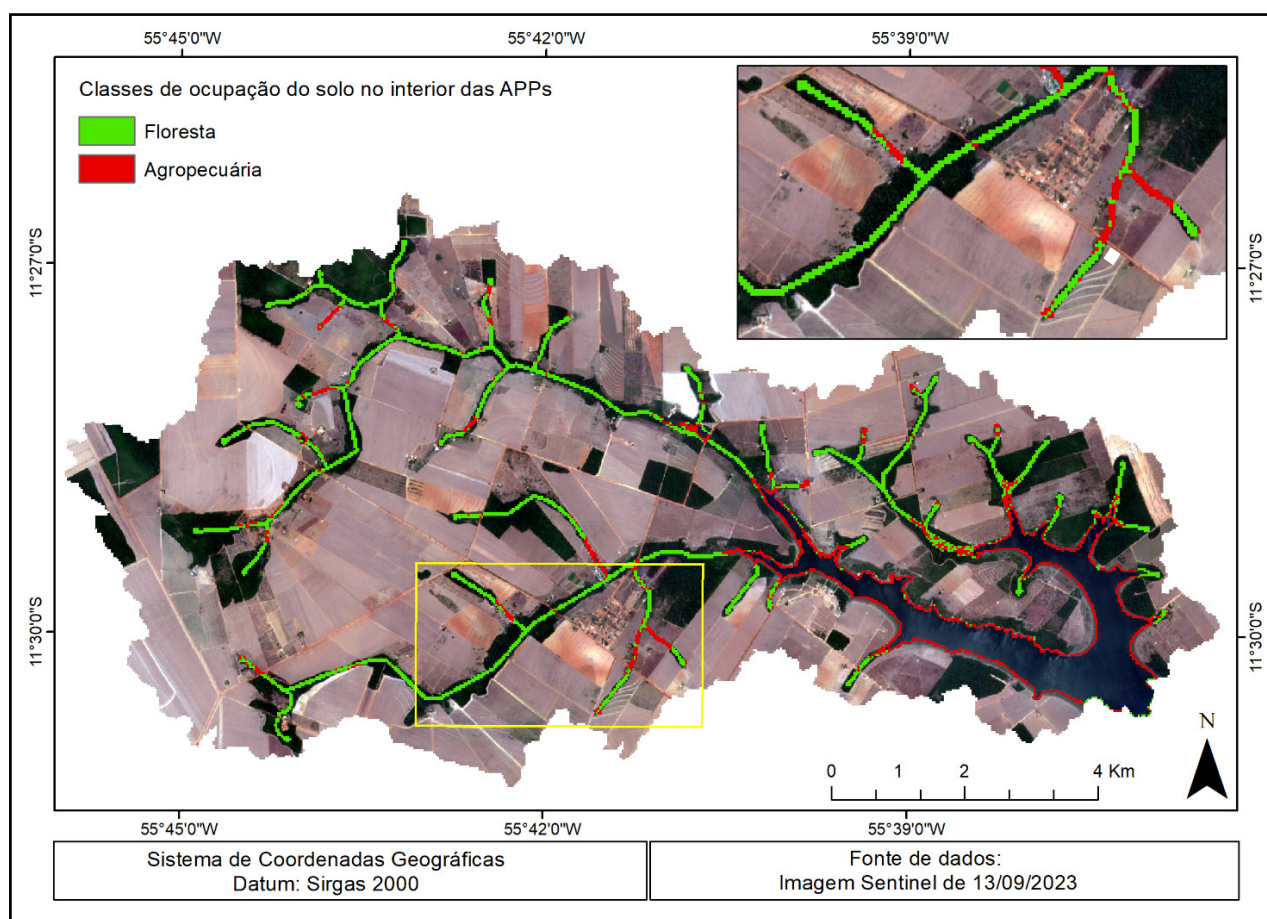 55°45'0"W 55°42'0"W 55°39'0"W
Classes de ocupação do solo no interior das APPs
Floresta
Agropecuária
11°27'0"S 11°27'0"S
11°30'0"S 11°30'0"S
N
0 1 2 4 Km
55°45'0"W 55°42'0"W 55°39'0"W
Sistema de Coordenadas Geográficas
Datum: Sirgas 2000
Fonte de dados:
Imagem Sentinel de 13/09/2023